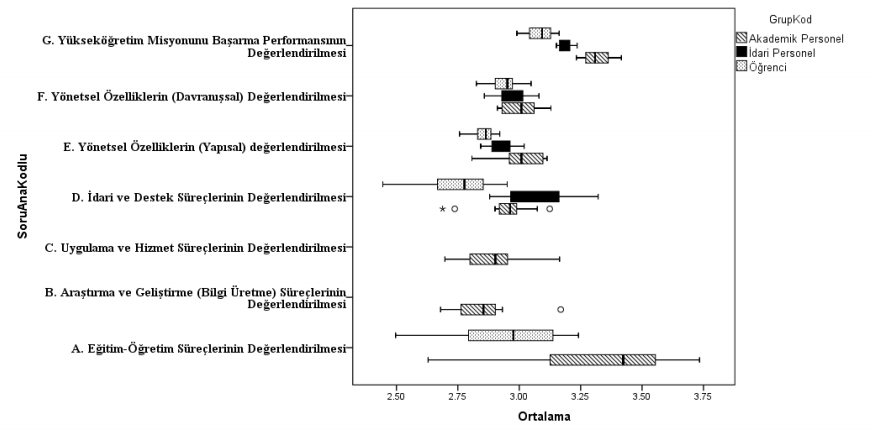 GrupKod
Akademik Personel
İdari Personel
Öğrenci
SoruAnaKodlu
G. Yükseköğretim Misyonunu Başarma Performansının
Değerlendirilmesi
F. Yönetsel Özelliklerin (Davranışsal) Değerlendirilmesi
E. Yönetsel Özelliklerin (Yapısal) değerlendirilmesi
D. İdari ve Destek Süreçlerinin Değerlendirilmesi
C. Uygulama ve Hizmet Süreçlerinin Değerlendirilmesi
B. Araştırma ve Geliştirme (Bilgi Üretme) Süreçlerinin
Değerlendirilmesi
A. Eğitim-Öğretim Süreçlerinin Değerlendirilmesi
2.50 2.75 3.00 3.25 3.50 3.75
Ortalama